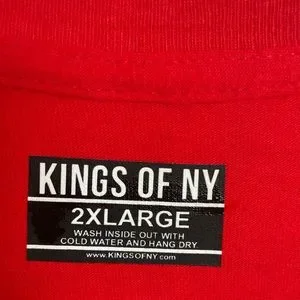 KINGS OF NY
2XLARGE
WASH INSIDE OUT WITH
COLD WATER AND HANG DRY.
www.KINGSOFNY.com